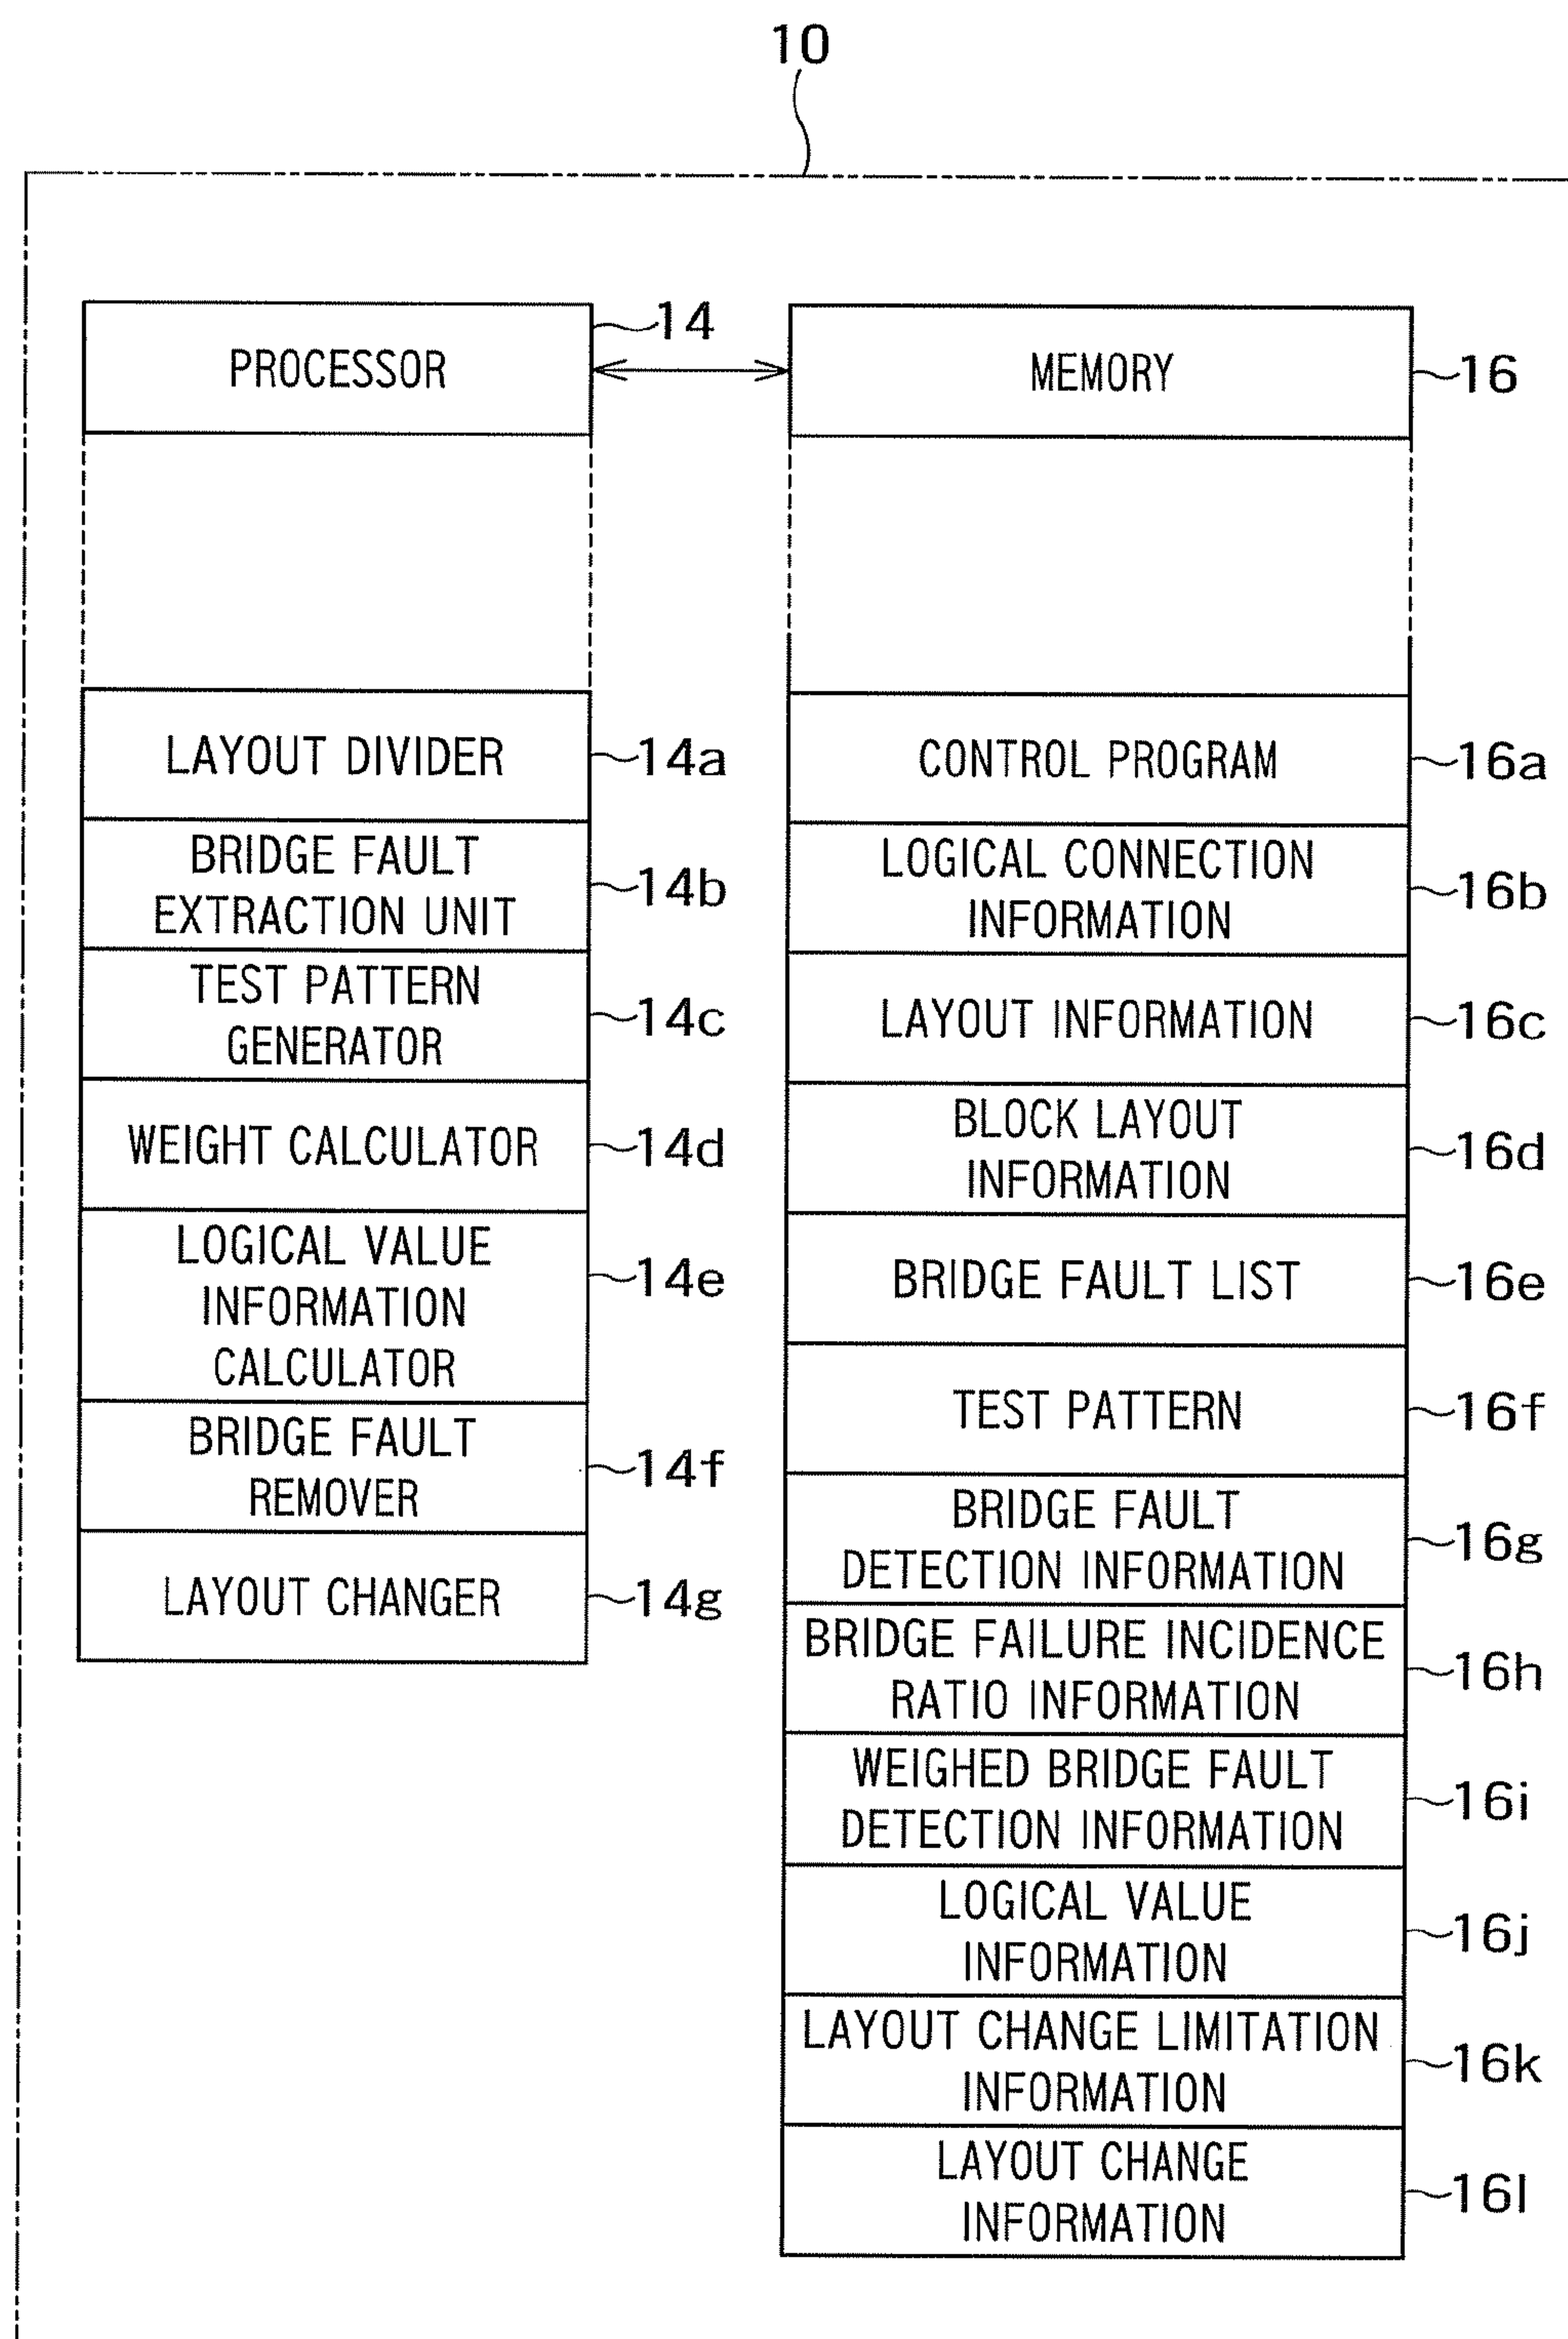 10
PROCESSOR
14
MEMORY
16
LAYOUT DIVIDER
14a
BRIDGE FAULT
EXTRACTION UNIT
14b
TEST PATTERN
GENERATOR
14c
WEIGHT CALCULATOR
14d
LOGICAL VALUE
INFORMATION
CALCULATOR
14e
BRIDGE FAULT
REMOVER
14f
LAYOUT CHANGER
14g
CONTROL PROGRAM
16a
LOGICAL CONNECTION
INFORMATION
16b
LAYOUT INFORMATION
16c
BLOCK LAYOUT
INFORMATION
16d
BRIDGE FAULT LIST
16e
TEST PATTERN
16f
BRIDGE FAULT
DETECTION INFORMATION
16g
BRIDGE FAILURE INCIDENCE
RATIO INFORMATION
16h
WEIGHED BRIDGE FAULT
DETECTION INFORMATION
16i
LOGICAL VALUE
INFORMATION
16j
LAYOUT CHANGE LIMITATION
INFORMATION
16k
LAYOUT CHANGE
INFORMATION
16l